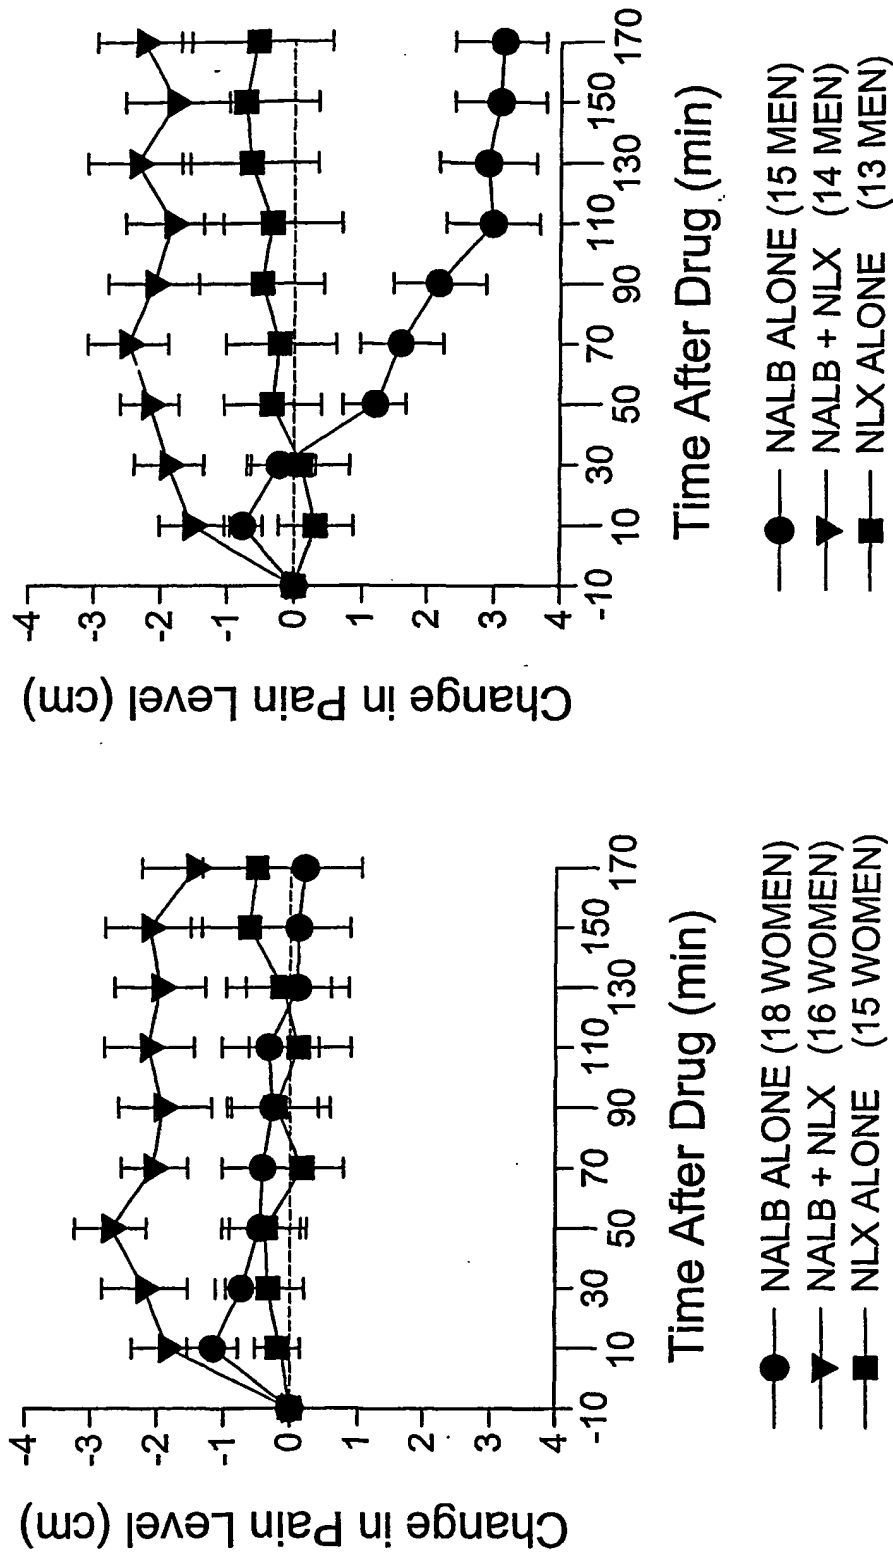 Change in Pain Level (cm)
-4
-3
-2
-1
0
1
2
3
4
-10 10 30 50 70 90 110 130 150 170
Time After Drug (min)
NALB ALONE (18 WOMEN)
NALB + NLX (16 WOMEN)
NLX ALONE (15 WOMEN)
Change in Pain Level (cm)
-4
-3
-2
-1
0
1
2
3
4
-10 10 30 50 70 90 110 130 150 170
Time After Drug (min)
NALB ALONE (15 MEN)
NALB + NLX (14 MEN)
NLX ALONE (13 MEN)